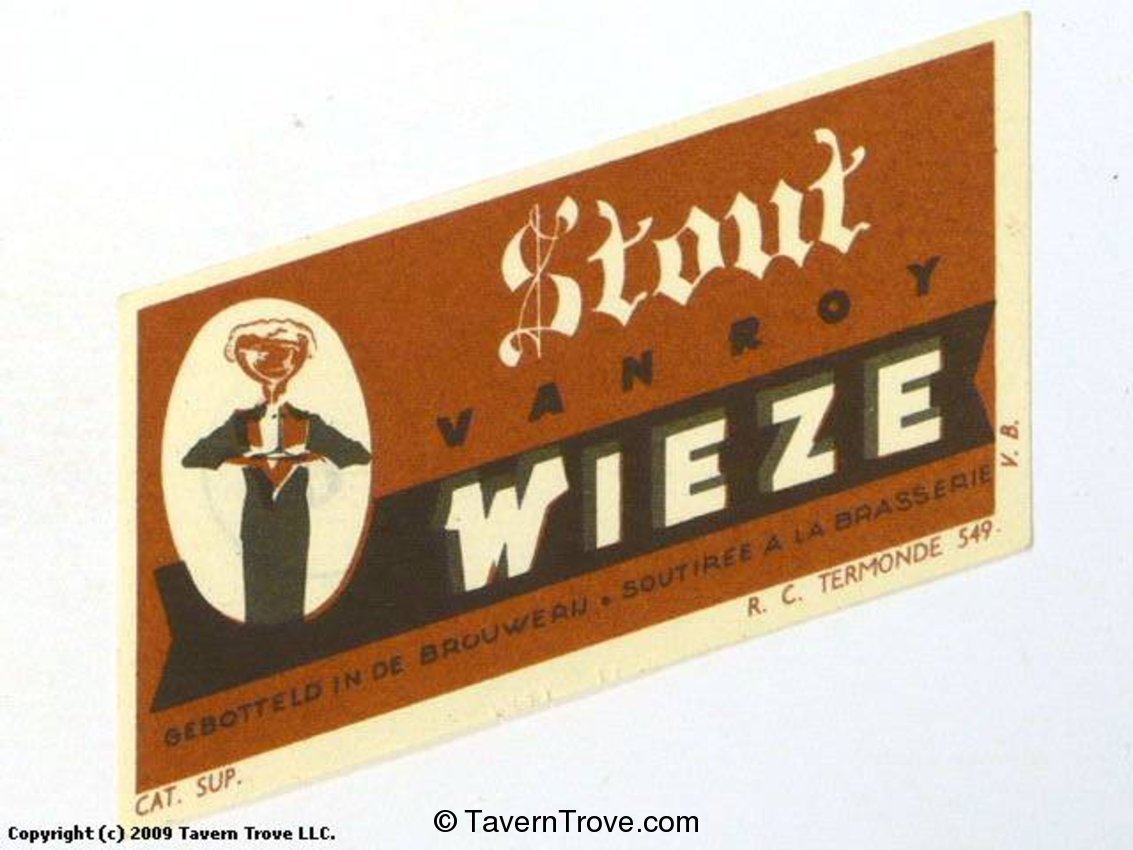 Stout
VAN ROY
WIEZE
GEBOTTELD IN DE BROUWERIJ • SOUTIRÉE A LA BRASSERIE
V. B.
R. C. TERMONDE 549.
CAT. SUP.
Copyright (c) 2009 Tavern Trove LLC.
© TavernTrove.com